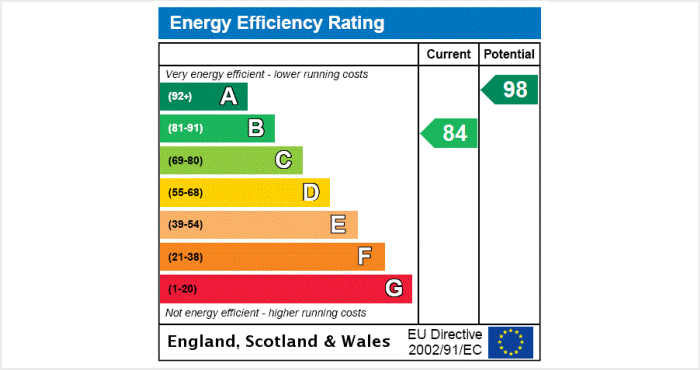 Energy Efficiency Rating
Current Potential
Very energy efficient - lower running costs
(92+) A 98
(81-91) B 84
(69-80) C
(55-68) D
(39-54) E
(21-38) F
(1-20) G
Not energy efficient - higher running costs
England, Scotland & Wales
EU Directive
2002/91/EC